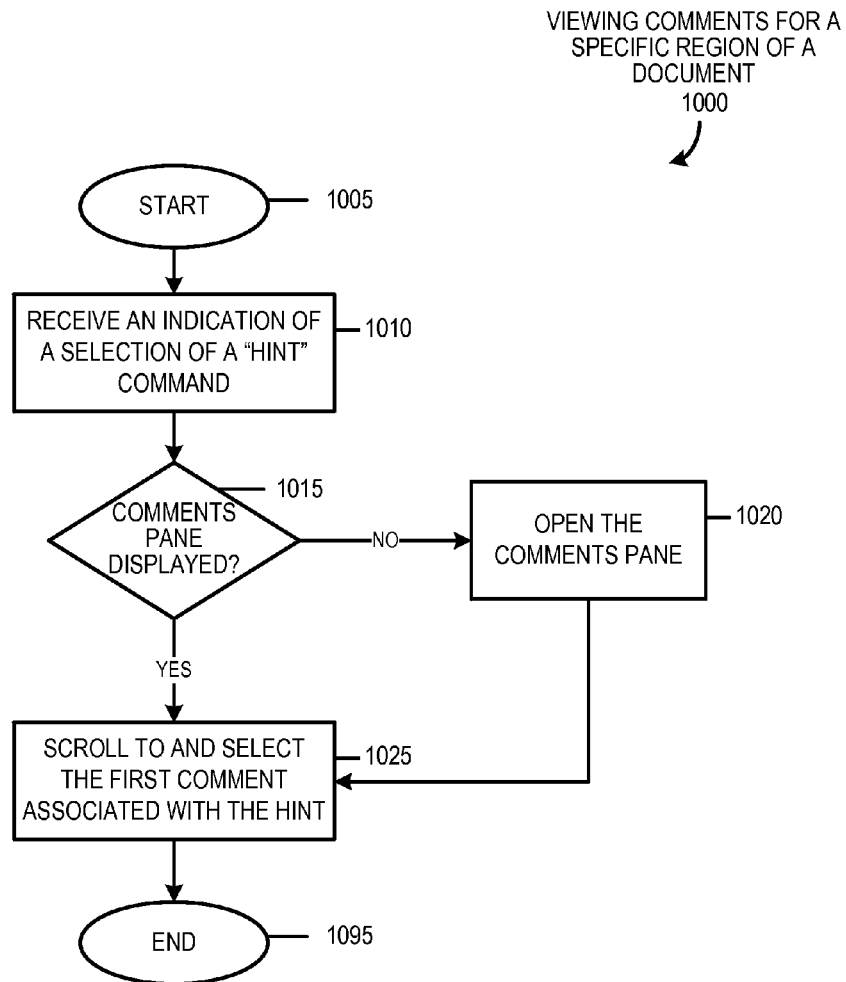 VIEWING COMMENTS FOR A
SPECIFIC REGION OF A
DOCUMENT
1000
START
1005
RECEIVE AN INDICATION OF
A SELECTION OF A “HINT”
COMMAND
1010
1015
COMMENTS
PANE
DISPLAYED?
NO
OPEN THE
COMMENTS PANE
1020
YES
SCROLL TO AND SELECT
THE FIRST COMMENT
ASSOCIATED WITH THE HINT
1025
END
1095